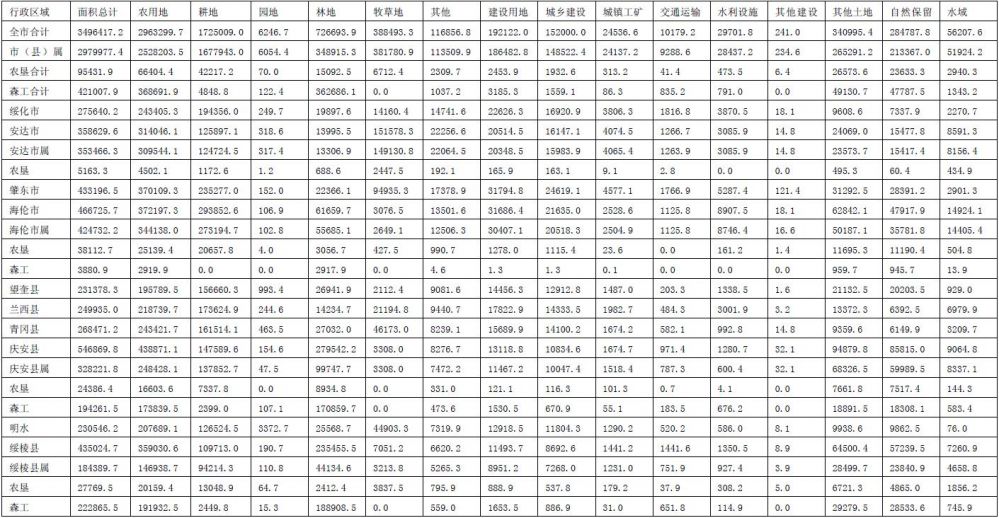 行政区域 面积总计 农用地 耕地 园地 林地 牧草地 其他 建设用地 城乡建设 城镇工矿 交通运输 水利设施 其他建设 其他土地 自然保留 水域
全市合计 3496417.2 2963299.7 1725009.0 6246.7 726693.9 388493.3 116856.8 192122.0 152000.0 24536.6 10179.2 29701.8 241.0 340995.4 284787.8 56207.6
市（县）属 2979977.4 2528203.5 1677943.0 6054.4 348915.3 381780.9 113509.9 186482.8 148522.4 24137.2 9288.6 28437.2 234.6 265291.2 213367.0 51924.2
农垦合计 95431.9 66404.4 42217.2 70.0 15092.5 6712.4 2309.7 2453.9 1932.6 313.2 41.4 473.5 6.4 26573.6 23633.3 2940.3
森工合计 421007.9 368691.9 4848.8 122.4 362686.1 0.0 1037.2 3185.3 1559.1 86.3 835.2 791.0 0.0 49130.7 47787.5 1343.2
绥化市 275640.2 243405.3 194356.0 249.7 19897.6 14160.4 14741.6 22626.3 16920.9 3806.3 1816.8 3870.5 18.1 9608.6 7337.9 2270.7
安达市 358629.6 314046.1 125897.1 318.6 13995.5 151578.3 22256.6 20514.5 16147.1 4074.5 1266.7 3085.9 14.8 24069.0 15477.8 8591.3
安达市属 353466.3 309544.1 124724.5 317.4 13306.9 149130.8 22064.5 20348.5 15983.9 4065.4 1263.9 3085.9 14.8 23573.7 15417.4 8156.4
农垦 5163.3 4502.1 1172.6 1.2 688.6 2447.5 192.1 165.9 163.1 9.1 2.8 0.0 0.0 495.3 60.4 434.9
肇东市 433196.5 370109.3 235277.0 152.0 22366.1 94935.3 17378.9 31794.8 24619.1 4577.1 1766.9 5287.4 121.4 31292.5 28391.2 2901.3
海伦市 466725.7 372197.3 293852.6 106.9 61659.7 3076.5 13501.6 31686.4 21635.0 2528.6 1125.8 8907.5 18.1 62842.1 47917.9 14924.1
海伦市属 424732.2 344138.0 273194.7 102.8 55685.1 2649.1 12506.3 30407.1 20518.3 2504.9 1125.8 8746.4 16.6 50187.1 35781.8 14405.4
农垦 38112.7 25139.4 20657.8 4.0 3056.7 427.5 990.7 1278.0 1115.4 23.6 0.0 161.2 1.4 11695.3 11190.4 504.8
森工 3880.9 2919.9 0.0 0.0 2917.9 0.0 4.6 1.3 1.3 0.1 0.0 0.0 0.0 959.7 945.7 13.9
望奎县 231378.3 195789.5 156660.3 993.4 26941.9 2112.4 9081.6 14456.3 12912.8 1487.0 203.3 1338.5 1.6 21132.5 20203.5 929.0
兰西县 249935.0 218739.7 173624.9 244.6 14234.7 21194.8 9440.7 17822.9 14333.5 1982.7 484.3 3001.9 3.2 13372.3 6392.5 6979.9
青冈县 268471.2 243421.7 161514.1 463.5 27032.0 46173.0 8239.1 15689.9 14100.2 1674.2 582.1 992.8 14.8 9359.6 6149.9 3209.7
庆安县 546869.8 438871.1 147589.6 154.6 279542.2 3308.0 8276.7 13118.8 10834.6 1674.7 971.4 1280.7 32.1 94879.8 85815.0 9064.8
庆安县属 328221.8 248428.1 137852.7 47.5 99747.7 3308.0 7472.2 11467.2 10047.4 1518.4 787.3 600.4 32.1 68326.5 59989.5 8337.1
农垦 24386.4 16603.6 7337.8 0.0 8934.8 0.0 331.0 121.1 116.3 101.3 0.7 4.1 0.0 7661.8 7517.4 144.3
森工 194261.5 173839.5 2399.0 107.1 170859.7 0.0 473.6 1530.5 670.9 55.1 183.5 676.2 0.0 18891.5 18308.1 583.4
明水 230546.2 207689.1 126524.5 3372.7 25568.7 44903.3 7319.9 12918.5 11804.3 1290.2 520.2 586.0 8.1 9938.6 9862.5 76.0
绥棱县 435024.7 359030.6 109713.0 190.7 235455.5 7051.2 6620.2 11493.7 8692.6 1441.2 1441.6 1350.5 8.9 64500.4 57239.5 7260.9
绥棱县属 184389.7 146938.7 94214.3 110.8 44134.6 3213.8 5265.3 8951.2 7268.0 1231.0 751.9 927.4 3.9 28499.7 23840.9 4658.8
农垦 27769.5 20159.4 13048.9 64.7 2412.4 3837.5 795.9 888.9 537.8 179.2 37.9 308.2 5.0 6721.3 4865.0 1856.2
森工 222865.5 191932.5 2449.8 15.3 188908.5 0.0 559.0 1653.5 886.9 31.0 651.8 114.9 0.0 29279.5 28533.6 745.9